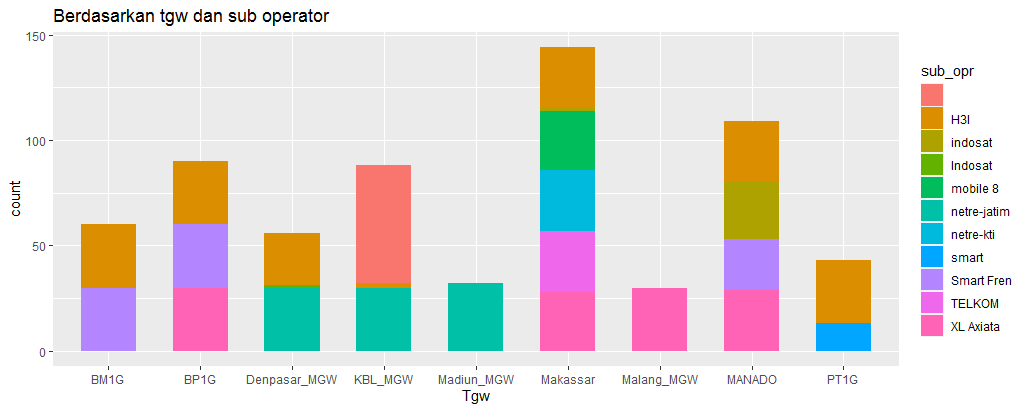 Berdasarkan tgw dan sub operator
150
100
50
0
count
BM1G BP1G Denpasar_MGW KBL_MGW Madiun_MGW Makassar Malang_MGW MANADO PT1G
Tgw
sub_opr
H3I
indosat
Indosat
mobile 8
netre-jatim
netre-kti
smart
Smart Fren
TELKOM
XL Axiata